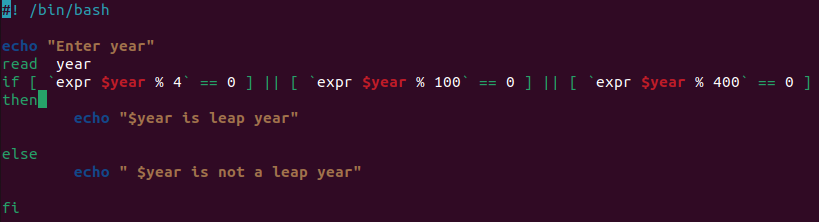 #! /bin/bash
echo "Enter year"
read  year
if [ `expr $year % 4` == 0 ] || [ `expr $year % 100` == 0 ] || [ `expr $year % 400` == 0 ]
then
        echo "$year is leap year"
else
        echo " $year is not a leap year"
fi